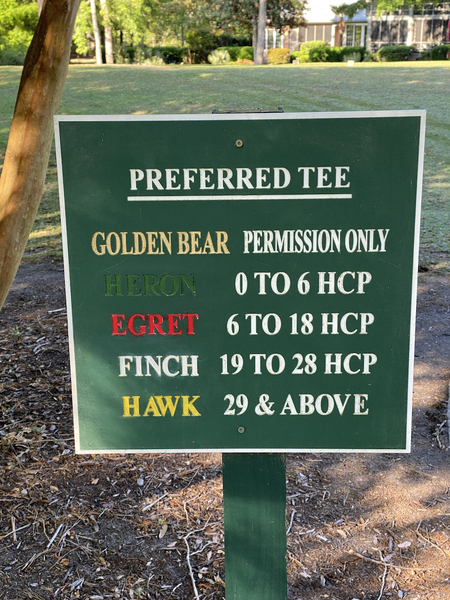 PREFERRED TEE
GOLDEN BEAR PERMISSION ONLY
HERON 0 TO 6 HCP
EGRET 6 TO 18 HCP
FINCH 19 TO 28 HCP
HAWK 29 & ABOVE